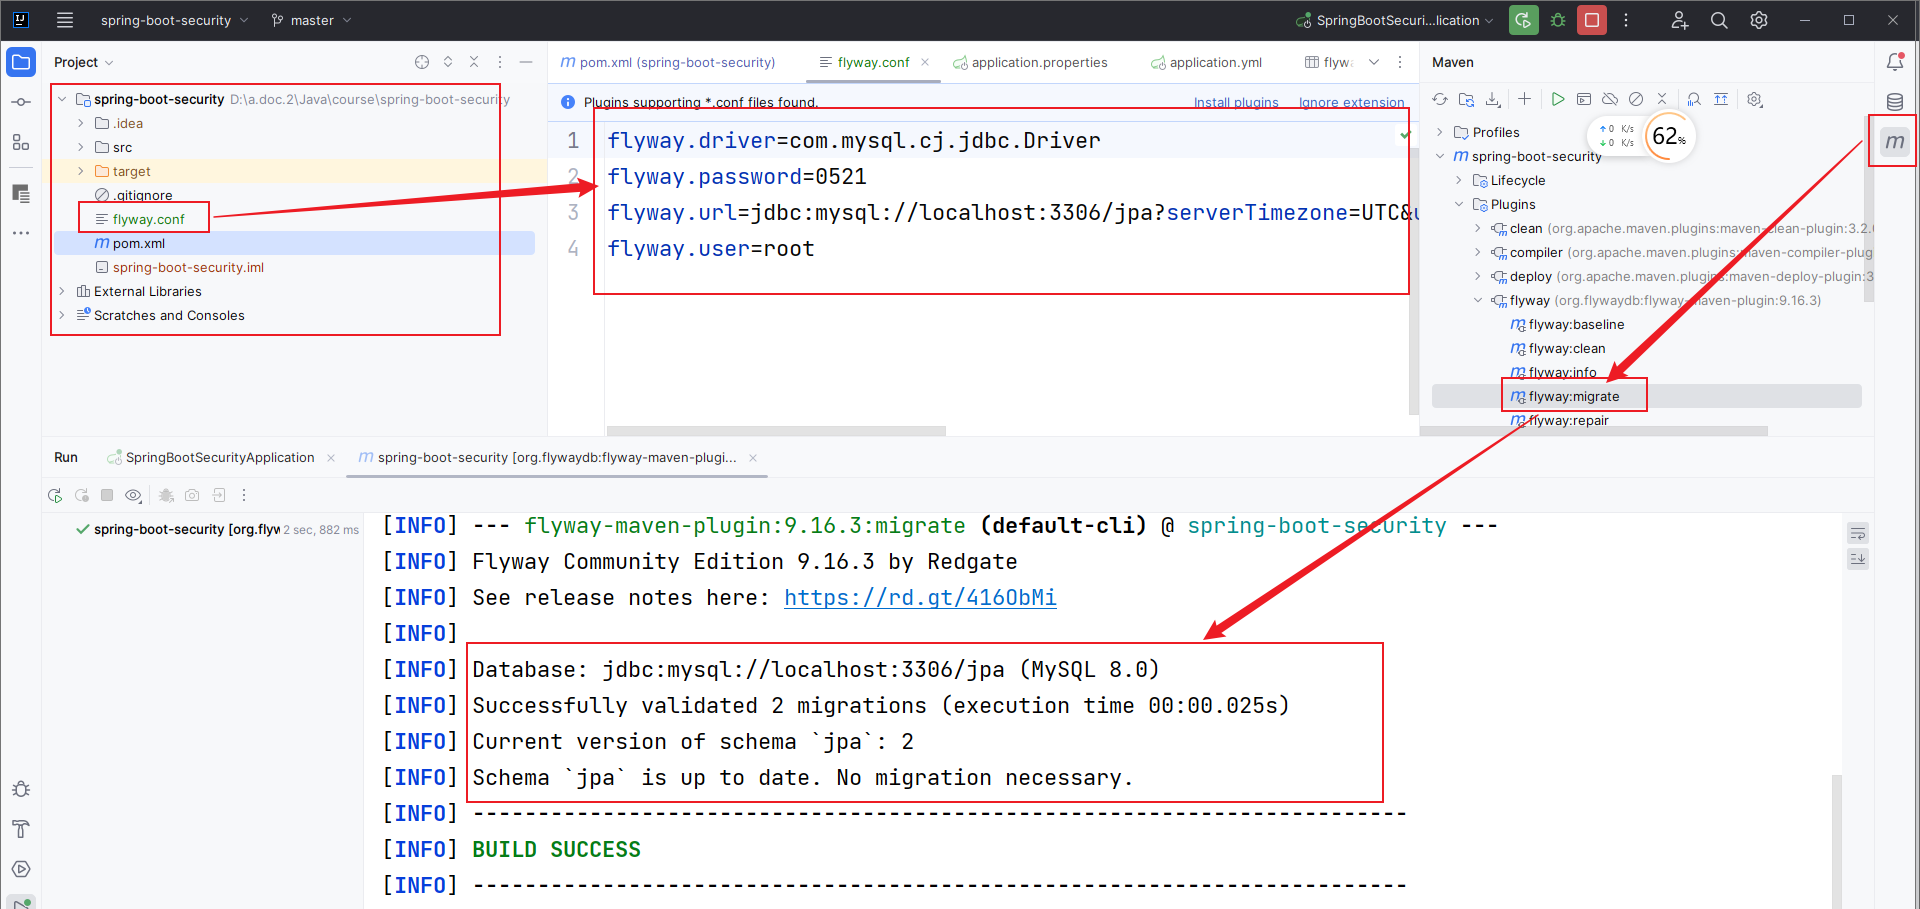 spring-boot-security
master
SpringBootSecuri...lication
Project
spring-boot-security D:\a.doc.2\Java\course\spring-boot-security
.idea
src
target
.gitignore
flyway.conf
pom.xml
spring-boot-security.iml
External Libraries
Scratches and Consoles
pom.xml (spring-boot-security)
flyway.conf
application.properties
application.yml
flyw
Plugins supporting *.conf files found.
Install plugins
Ignore extension
1 flyway.driver=com.mysql.cj.jdbc.Driver
2 flyway.password=0521
3 flyway.url=jdbc:mysql://localhost:3306/jpa?serverTimezone=UTC&u
4 flyway.user=root
Maven
Profiles
spring-boot-security
Lifecycle
Plugins
clean (org.apache.maven.plugins:maven-clean-plugin:3.2.
compiler (org.apache.maven.plugins:maven-compiler-plug
deploy (org.apache.maven.plugins:maven-deploy-plugin:3
flyway (org.flywaydb:flyway-maven-plugin:9.16.3)
flyway:baseline
flyway:clean
flyway:info
flyway:migrate
flyway:repair
↑ 0 K/s
↓ 0 K/s
62%
m
Run
SpringBootSecurityApplication
spring-boot-security [org.flywaydb:flyway-maven-plugi...
spring-boot-security [org.flyw 2 sec, 882 ms
[INFO] --- flyway-maven-plugin:9.16.3:migrate (default-cli) @ spring-boot-security ---
[INFO] Flyway Community Edition 9.16.3 by Redgate
[INFO] See release notes here: https://rd.gt/416ObMi
[INFO]
[INFO] Database: jdbc:mysql://localhost:3306/jpa (MySQL 8.0)
[INFO] Successfully validated 2 migrations (execution time 00:00.025s)
[INFO] Current version of schema `jpa`: 2
[INFO] Schema `jpa` is up to date. No migration necessary.
[INFO] ------------------------------------------------------------------------
[INFO] BUILD SUCCESS
[INFO] ------------------------------------------------------------------------